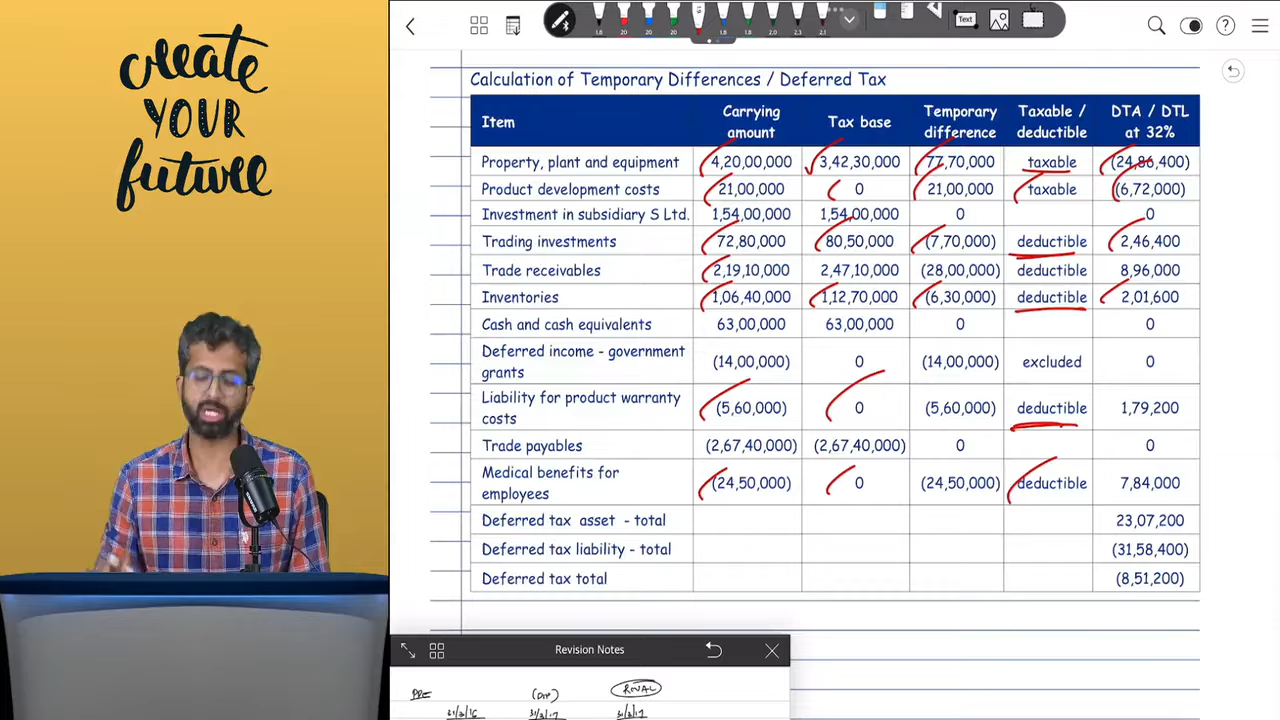 create
YOUR
future
Text
Calculation of Temporary Differences / Deferred Tax
Item Carrying amount Tax base Temporary difference Taxable / deductible DTA / DTL at 32%
Property, plant and equipment 4,20,00,000 3,42,30,000 77,70,000 taxable (24,86,400)
Product development costs 21,00,000 0 21,00,000 taxable (6,72,000)
Investment in subsidiary S Ltd. 1,54,00,000 1,54,00,000 0 0
Trading investments 72,80,000 80,50,000 (7,70,000) deductible 2,46,400
Trade receivables 2,19,10,000 2,47,10,000 (28,00,000) deductible 8,96,000
Inventories 1,06,40,000 1,12,70,000 (6,30,000) deductible 2,01,600
Cash and cash equivalents 63,00,000 63,00,000 0 0
Deferred income - government grants (14,00,000) 0 (14,00,000) excluded 0
Liability for product warranty costs (5,60,000) 0 (5,60,000) deductible 1,79,200
Trade payables (2,67,40,000) (2,67,40,000) 0 0
Medical benefits for employees (24,50,000) 0 (24,50,000) deductible 7,84,000
Deferred tax asset - total 23,07,200
Deferred tax liability - total (31,58,400)
Deferred tax total (8,51,200)
Revision Notes
PPE